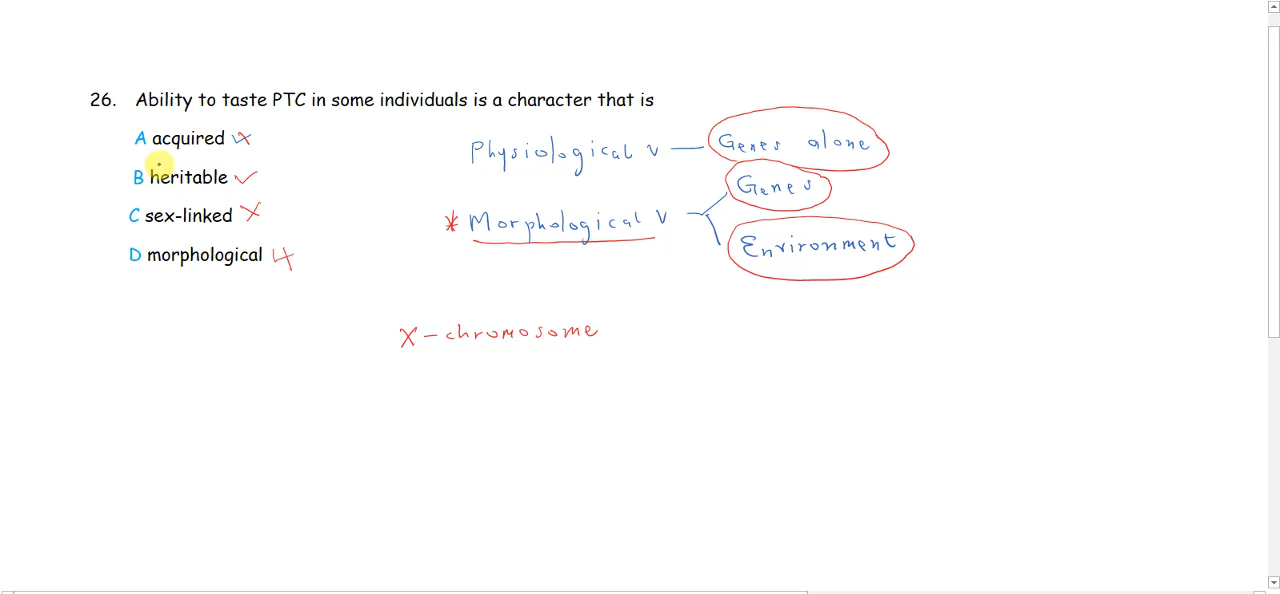 26. Ability to taste PTC in some individuals is a character that is
A acquired
B heritable
C sex-linked
D morphological
Physiological v — Genes alone
* Morphological v
Genes
Environment
X - chromosome